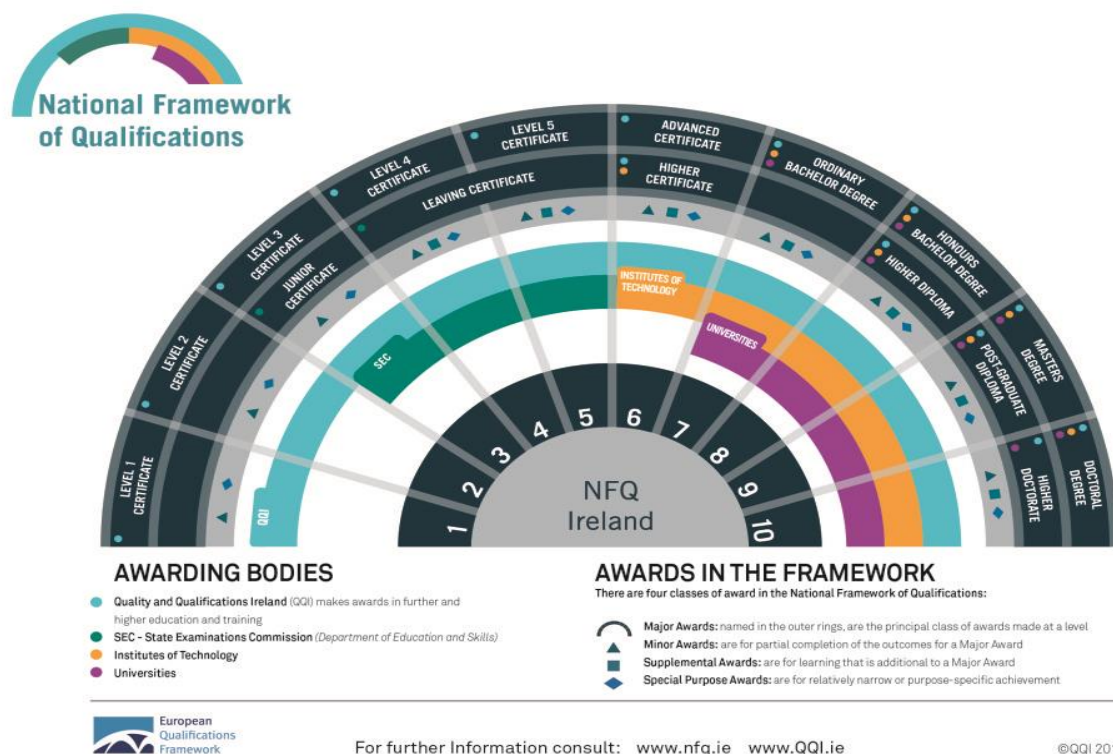 National Framework
of Qualifications
LEVEL 1
CERTIFICATE
LEVEL 2
CERTIFICATE
LEVEL 3
CERTIFICATE
LEVEL 4
CERTIFICATE
LEVEL 5
CERTIFICATE
ADVANCED
CERTIFICATE
ORDINARY
BACHELOR DEGREE
HONOURS
BACHELOR DEGREE
MASTERS
DEGREE
DOCTORAL
DEGREE
JUNIOR
CERTIFICATE
LEAVING CERTIFICATE
HIGHER
CERTIFICATE
HIGHER DIPLOMA
POST-GRADUATE
DIPLOMA
HIGHER
DOCTORATE
QQI
SEC
INSTITUTES OF
TECHNOLOGY
UNIVERSITIES
1
2
3
4
5
6
7
8
9
10
NFQ
Ireland
AWARDING BODIES
Quality and Qualifications Ireland (QQI) makes awards in further and
higher education and training
SEC - State Examinations Commission (Department of Education and Skills)
Institutes of Technology
Universities
AWARDS IN THE FRAMEWORK
There are four classes of award in the National Framework of Qualifications:
Major Awards: named in the outer rings, are the principal class of awards made at a level
Minor Awards: are for partial completion of the outcomes for a Major Award
Supplemental Awards: are for learning that is additional to a Major Award
Special Purpose Awards: are for relatively narrow or purpose-specific achievement
European
Qualifications
Framework
For further Information consult: www.nfq.ie www.QQI.ie
©QQI